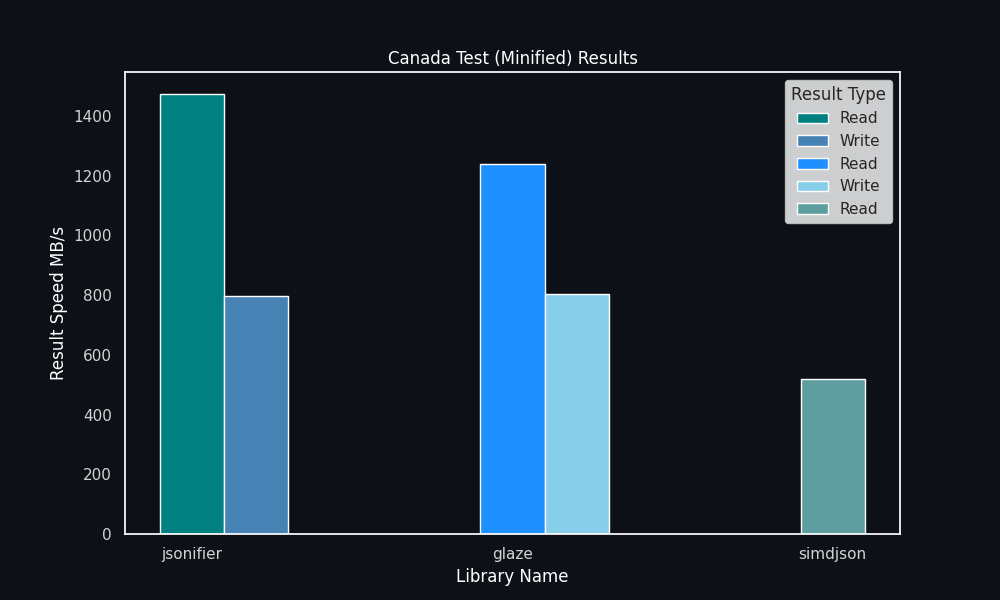 Canada Test (Minified) Results
Result Speed MB/s
1400
1200
1000
800
600
400
200
0
Result Type
Read
Write
Read
Write
Read
jsonifier
glaze
simdjson
Library Name